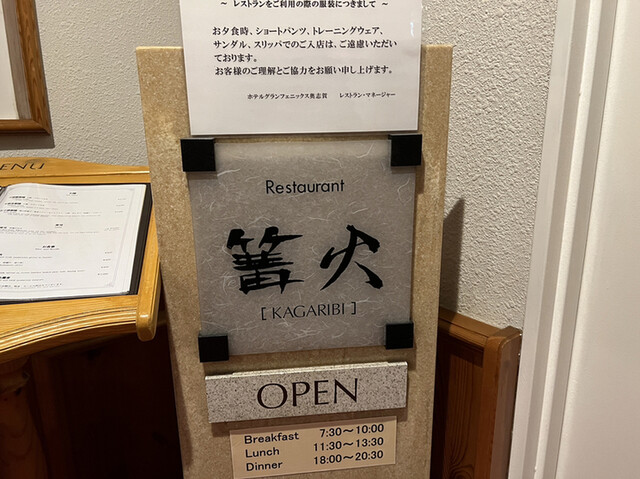 ～ レストランをご利用の際の服装につきまして ～
お夕食時、ショートパンツ、トレーニングウェア、
サンダル、スリッパでのご入店は、ご遠慮いただい
ております。
お客様のご理解とご協力をお願い申し上げます。
ホテルグランフェニックス奥志賀　レストラン・マネージャー
MENU
Restaurant
篝火
[ KAGARIBI ]
OPEN
Breakfast 7:30～10:00
Lunch 11:30～13:30
Dinner 18:00～20:30